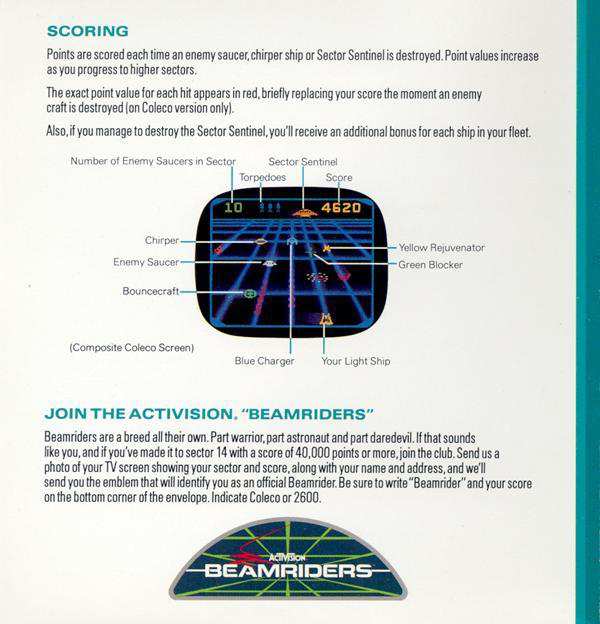 SCORING
Points are scored each time an enemy saucer, chirper ship or Sector Sentinel is destroyed. Point values increase
as you progress to higher sectors.
The exact point value for each hit appears in red, briefly replacing your score the moment an enemy
craft is destroyed (on Coleco version only).
Also, if you manage to destroy the Sector Sentinel, you'll receive an additional bonus for each ship in your fleet.
Number of Enemy Saucers in Sector
Sector Sentinel
Torpedoes
Score
10
4620
Chirper
Yellow Rejuvenator
Enemy Saucer
Green Blocker
Bouncecraft
(Composite Coleco Screen)
Blue Charger
Your Light Ship
JOIN THE ACTIVISION® "BEAMRIDERS"
Beamriders are a breed all their own. Part warrior, part astronaut and part daredevil. If that sounds
like you, and if you've made it to sector 14 with a score of 40,000 points or more, join the club. Send us a
photo of your TV screen showing your sector and score, along with your name and address, and we'll
send you the emblem that will identify you as an official Beamrider. Be sure to write "Beamrider" and your score
on the bottom corner of the envelope. Indicate Coleco or 2600.
ACTIVISION
BEAMRIDERS